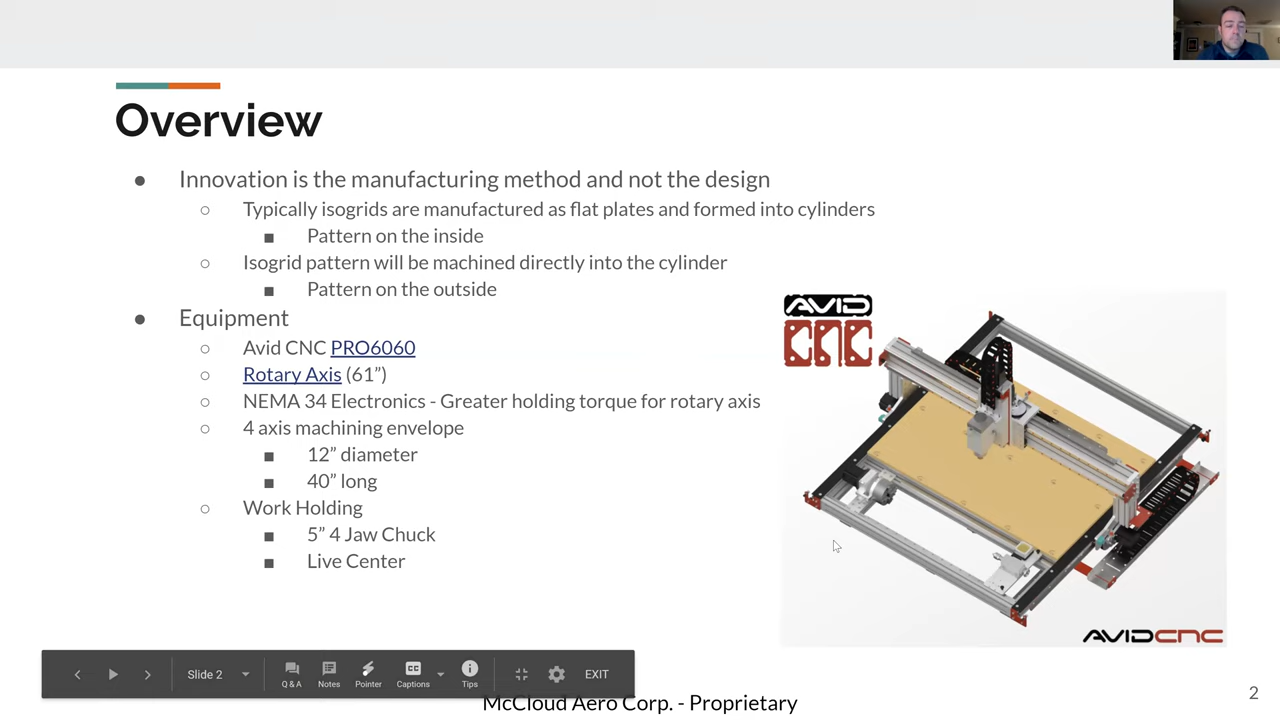 Overview
● Innovation is the manufacturing method and not the design
○ Typically isogrids are manufactured as flat plates and formed into cylinders
■ Pattern on the inside
○ Isogrid pattern will be machined directly into the cylinder
■ Pattern on the outside
● Equipment
○ Avid CNC PRO6060
○ Rotary Axis (61”)
○ NEMA 34 Electronics - Greater holding torque for rotary axis
○ 4 axis machining envelope
■ 12” diameter
■ 40” long
○ Work Holding
■ 5” 4 Jaw Chuck
■ Live Center
AVID
CNC
AVIDCNC
Slide 2
Q & A
Notes
Pointer
CC
Captions
Tips
EXIT
McCloud Aero Corp. - Proprietary
2